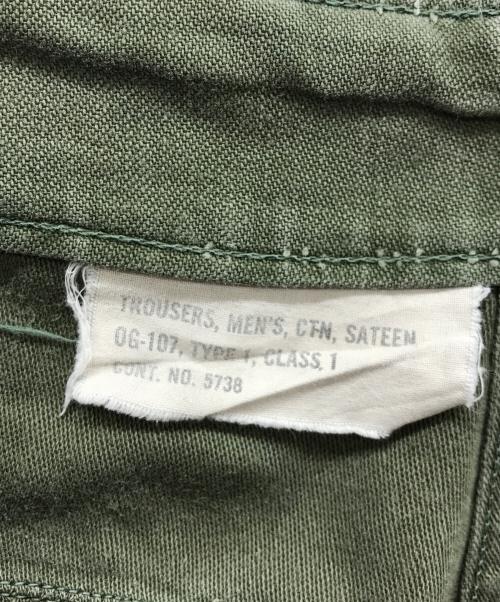 TROUSERS, MEN'S, CTN, SATEEN
OG-107, TYPE 1, CLASS 1
CONT. NO. 5738